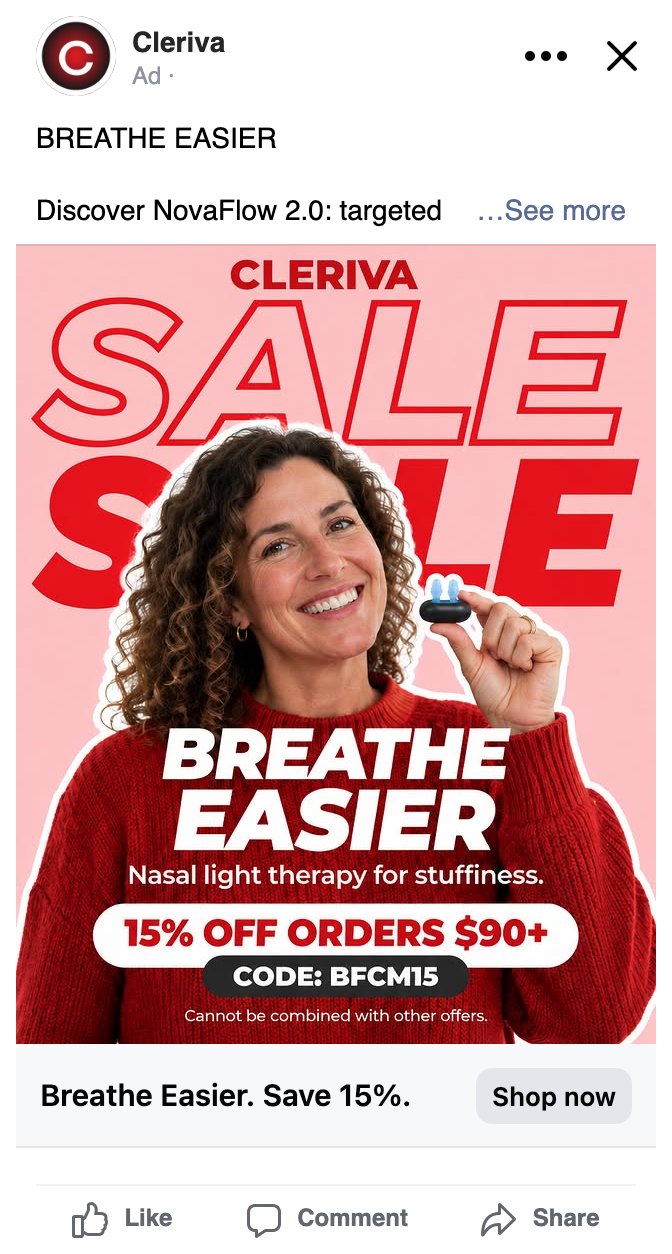 C
Cleriva
Ad ·
BREATHE EASIER
Discover NovaFlow 2.0: targeted ...See more
CLERIVA
SALE
SALE
BREATHE
EASIER
Nasal light therapy for stuffiness.
15% OFF ORDERS $90+
CODE: BFCM15
Cannot be combined with other offers.
Breathe Easier. Save 15%.
Shop now
Like
Comment
Share